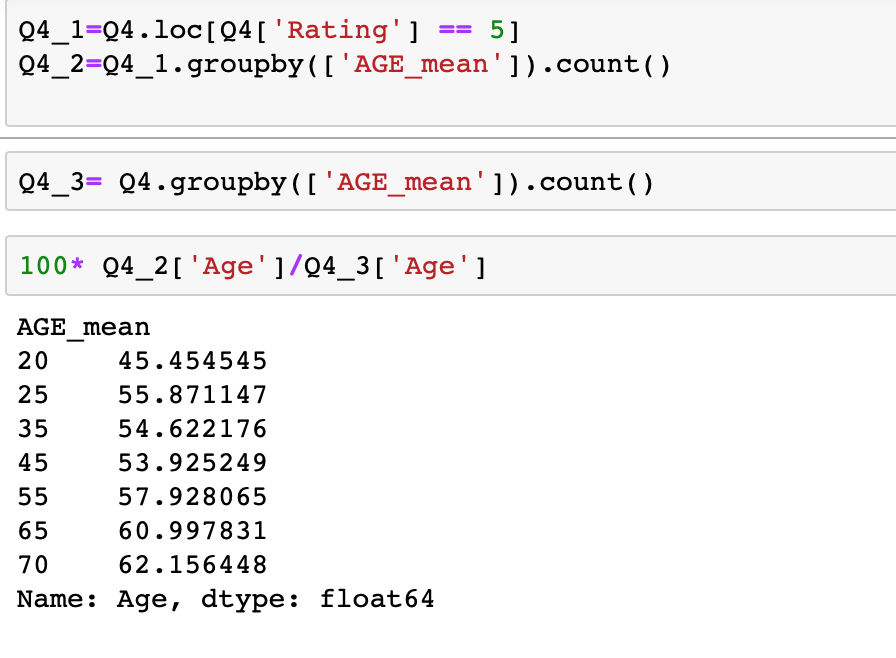 Q4_1=Q4.loc[Q4['Rating'] == 5]
Q4_2=Q4_1.groupby(['AGE_mean']).count()
Q4_3= Q4.groupby(['AGE_mean']).count()
100* Q4_2['Age']/Q4_3['Age']
AGE_mean
20    45.454545
25    55.871147
35    54.622176
45    53.925249
55    57.928065
65    60.997831
70    62.156448
Name: Age, dtype: float64